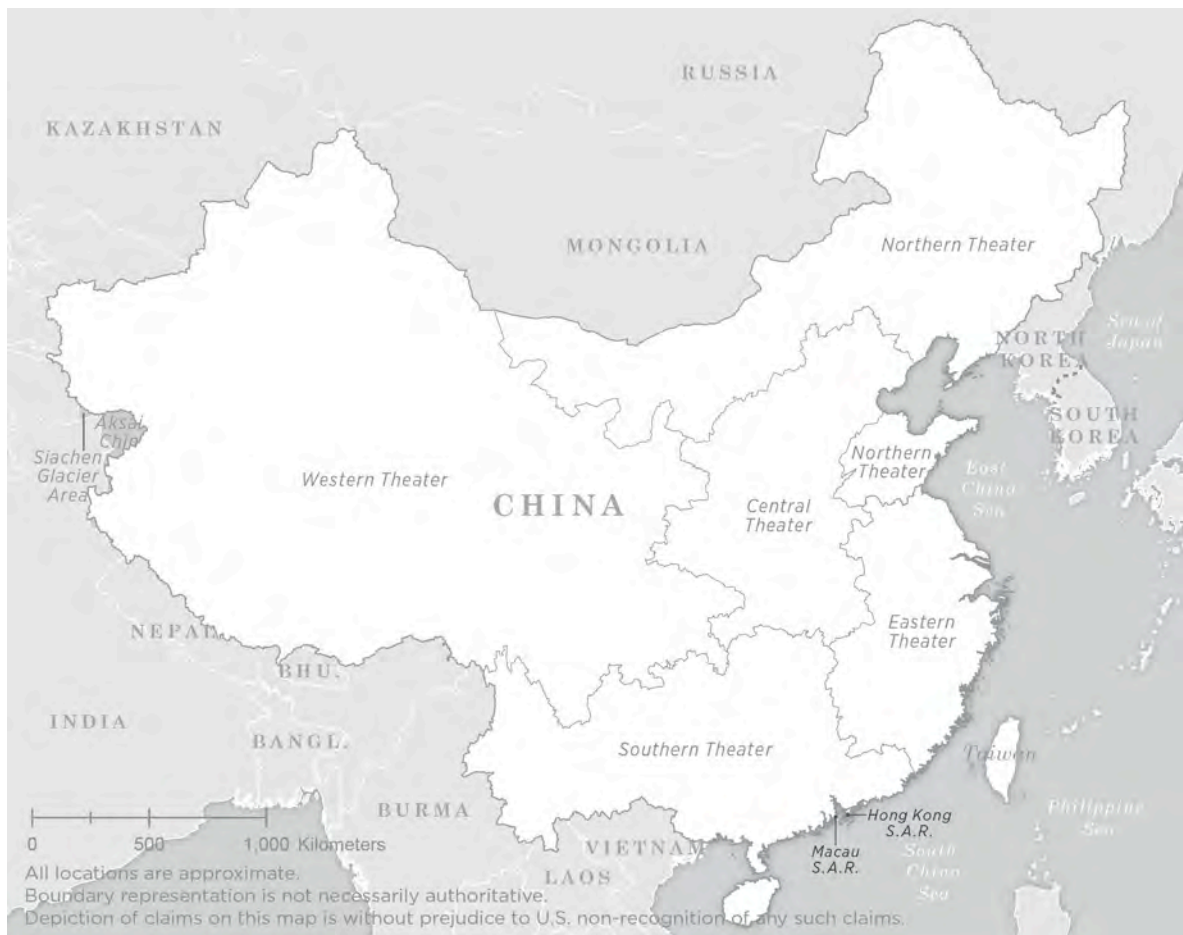 RUSSIA
KAZAKHSTAN
MONGOLIA
Northern Theater
NORTH
KOREA
Sea of
Japan
SOUTH
KOREA
Aksai
Chin
Siachen
Glacier
Area
Western Theater
CHINA
Northern
Theater
Central
Theater
East
China
Sea
Eastern
Theater
NEPAL
BHU.
INDIA
BANGL.
Southern Theater
Taiwan
BURMA
Philippine
Sea
Hong Kong
S.A.R.
Macau
S.A.R.
VIETNAM
LAOS
South
China
Sea
0 500 1,000 Kilometers
All locations are approximate.
Boundary representation is not necessarily authoritative.
Depiction of claims on this map is without prejudice to U.S. non-recognition of any such claims.